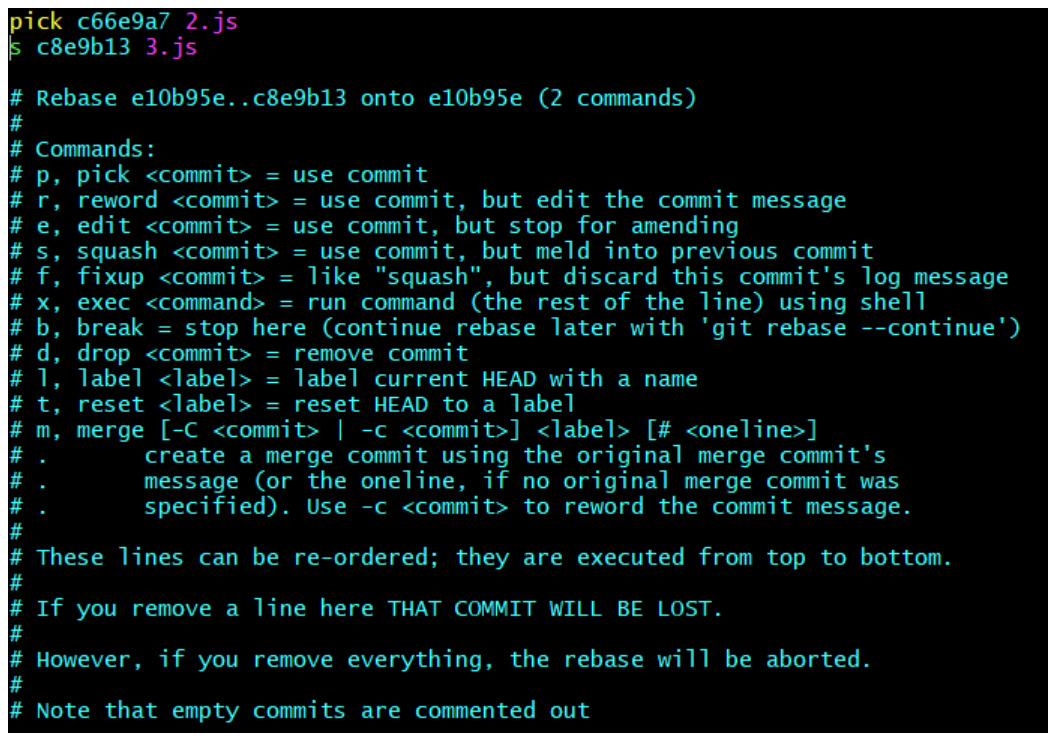 pick c66e9a7 2.js
s c8e9b13 3.js
# Rebase e10b95e..c8e9b13 onto e10b95e (2 commands)
#
# Commands:
# p, pick <commit> = use commit
# r, reword <commit> = use commit, but edit the commit message
# e, edit <commit> = use commit, but stop for amending
# s, squash <commit> = use commit, but meld into previous commit
# f, fixup <commit> = like "squash", but discard this commit's log message
# x, exec <command> = run command (the rest of the line) using shell
# b, break = stop here (continue rebase later with 'git rebase --continue')
# d, drop <commit> = remove commit
# l, label <label> = label current HEAD with a name
# t, reset <label> = reset HEAD to a label
# m, merge [-C <commit> | -c <commit>] <label> [# <oneline>]
# .       create a merge commit using the original merge commit's
# .       message (or the oneline, if no original merge commit was
# .       specified). Use -c <commit> to reword the commit message.
#
# These lines can be re-ordered; they are executed from top to bottom.
#
# If you remove a line here THAT COMMIT WILL BE LOST.
#
# However, if you remove everything, the rebase will be aborted.
#
# Note that empty commits are commented out